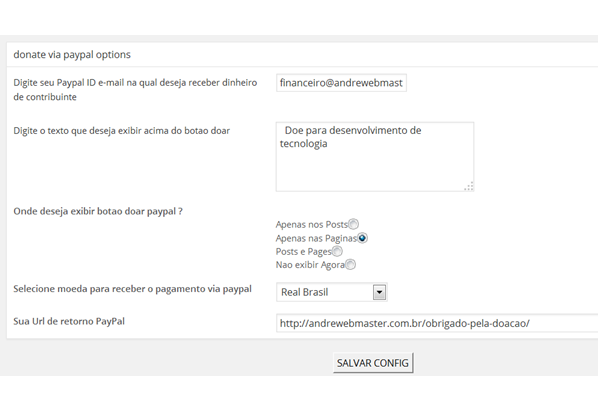 donate via paypal options
Digite seu Paypal ID e-mail na qual deseja receber dinheiro
de contribuinte
financeiro@andrewebmast
Digite o texto que deseja exibir acima do botao doar
Doe para desenvolvimento de
tecnologia
Onde deseja exibir botao doar paypal ?
Apenas nos Posts
Apenas nas Paginas
Posts e Pages
Nao exibir Agora
Selecione moeda para receber o pagamento via paypal
Real Brasil
Sua Url de retorno PayPal
http://andrewebmaster.com.br/obrigado-pela-doacao/
SALVAR CONFIG